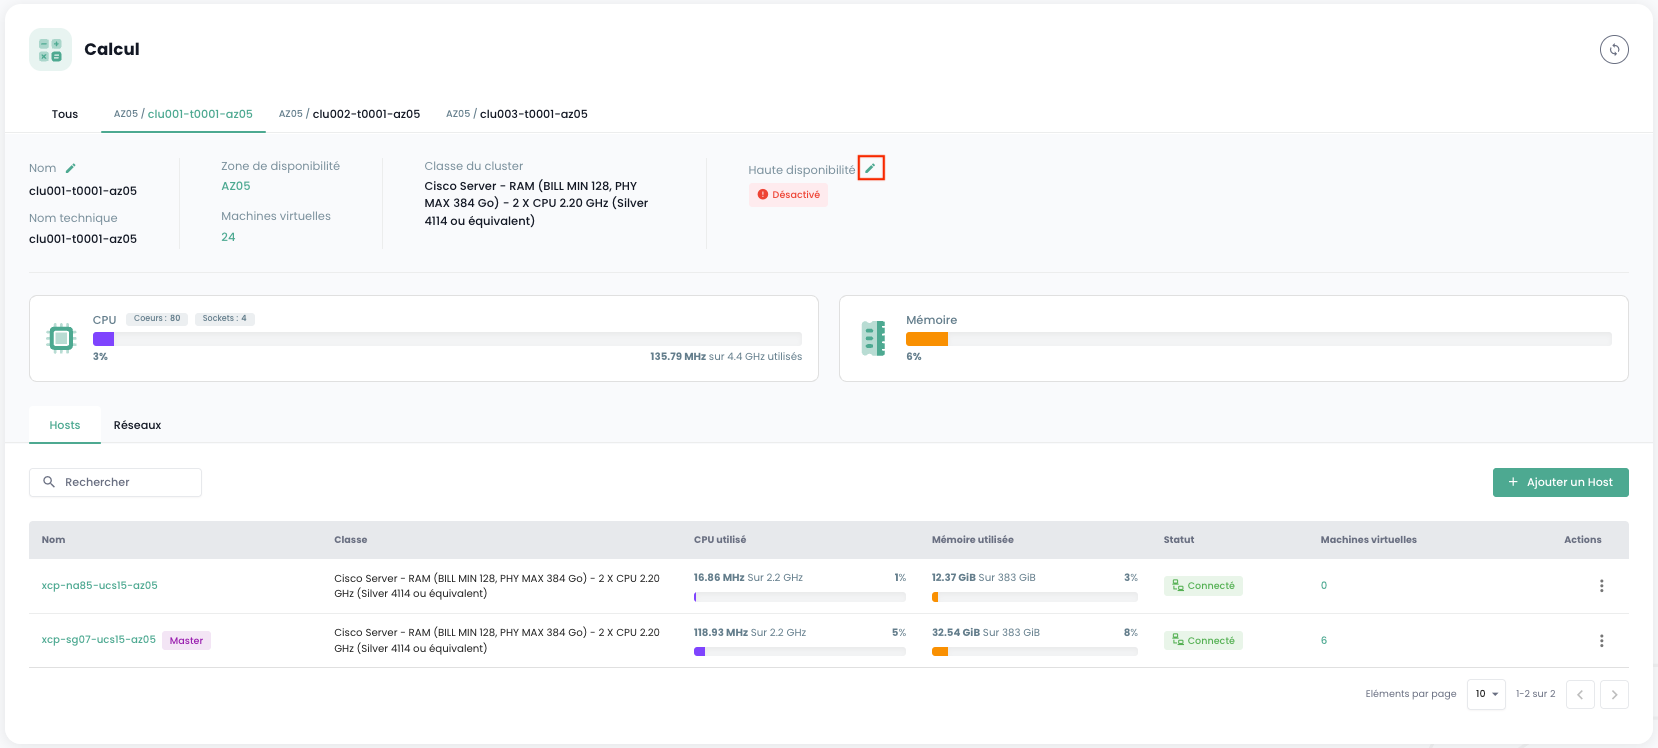 Calcul
Tous
AZ05 / clu001-t0001-az05
AZ05 / clu002-t0001-az05
AZ05 / clu003-t0001-az05
Nom
clu001-t0001-az05
Nom technique
clu001-t0001-az05
Zone de disponibilité
AZ05
Machines virtuelles
24
Classe du cluster
Cisco Server - RAM (BILL MIN 128, PHY
MAX 384 Go) - 2 X CPU 2.20 GHz (Silver
4114 ou équivalent)
Haute disponibilité
Désactivé
CPU
Coeurs : 80
Sockets : 4
3%
135.79 MHz sur 4.4 GHz utilisés
Mémoire
6%
Hosts
Réseaux
Rechercher
+ Ajouter un Host
Nom
Classe
CPU utilisé
Mémoire utilisée
Statut
Machines virtuelles
Actions
xcp-na85-ucs15-az05
Cisco Server - RAM (BILL MIN 128, PHY MAX 384 Go) - 2 X CPU 2.20
GHz (Silver 4114 ou équivalent)
16.86 MHz Sur 2.2 GHz
1%
12.37 GiB Sur 383 GiB
3%
Connecté
0
xcp-sg07-ucs15-az05
Master
Cisco Server - RAM (BILL MIN 128, PHY MAX 384 Go) - 2 X CPU 2.20
GHz (Silver 4114 ou équivalent)
118.93 MHz Sur 2.2 GHz
5%
32.54 GiB Sur 383 GiB
8%
Connecté
6
Eléments par page
10
1-2 sur 2